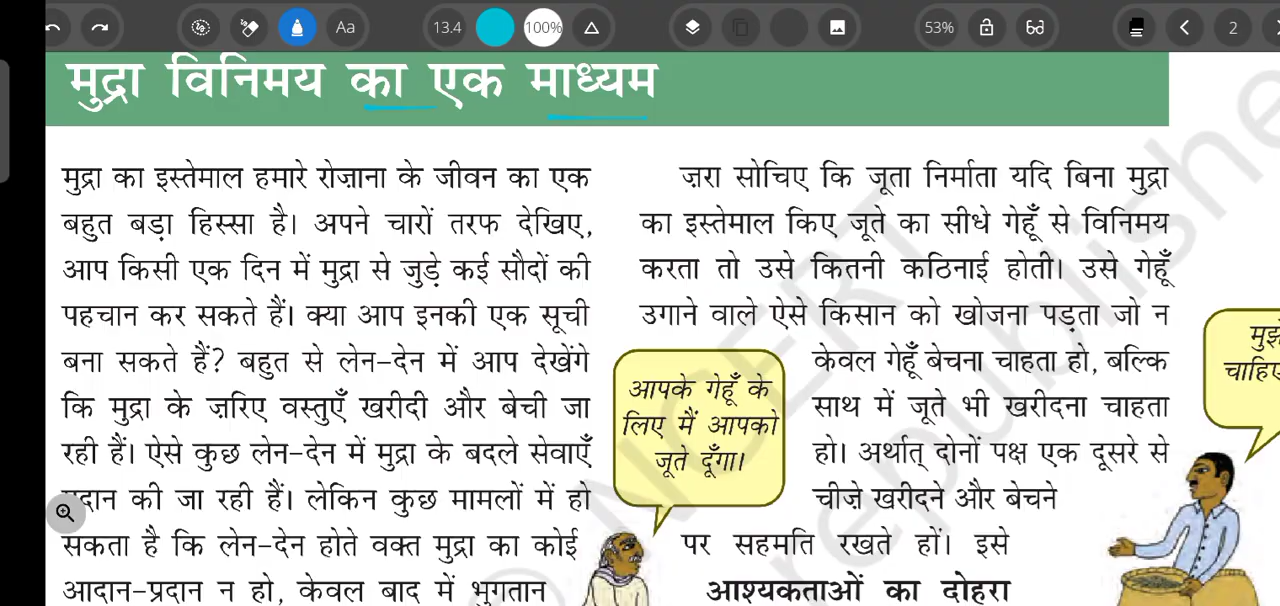 Aa
13.4
100%
53%
2
मुद्रा विनिमय का एक माध्यम
मुद्रा का इस्तेमाल हमारे रोज़ाना के जीवन का एक
बहुत बड़ा हिस्सा है। अपने चारों तरफ देखिए,
आप किसी एक दिन में मुद्रा से जुड़े कई सौदों की
पहचान कर सकते हैं। क्या आप इनकी एक सूची
बना सकते हैं? बहुत से लेन-देन में आप देखेंगे
कि मुद्रा के ज़रिए वस्तुएँ खरीदी और बेची जा
रही हैं। ऐसे कुछ लेन-देन में मुद्रा के बदले सेवाएँ
की जा रही हैं। लेकिन कुछ मामलों में हो
सकता है कि लेन-देन होते वक्त मुद्रा का कोई
आदान-प्रदान न हो, केवल बाद में भुगतान
ज़रा सोचिए कि जूता निर्माता यदि बिना मुद्रा
का इस्तेमाल किए जूते का सीधे गेहूँ से विनिमय
करता तो उसे कितनी कठिनाई होती। उसे गेहूँ
उगाने वाले ऐसे किसान को खोजना पड़ता जो न
केवल गेहूँ बेचना चाहता हो, बल्कि
साथ में जूते भी खरीदना चाहता
हो। अर्थात् दोनों पक्ष एक दूसरे से
चीज़े खरीदने और बेचने
पर सहमति रखते हों। इसे
आश्यकताओं का दोहरा
आपके गेहूँ के
लिए मैं आपको
जूते दूँगा।
© NCERT
republishe